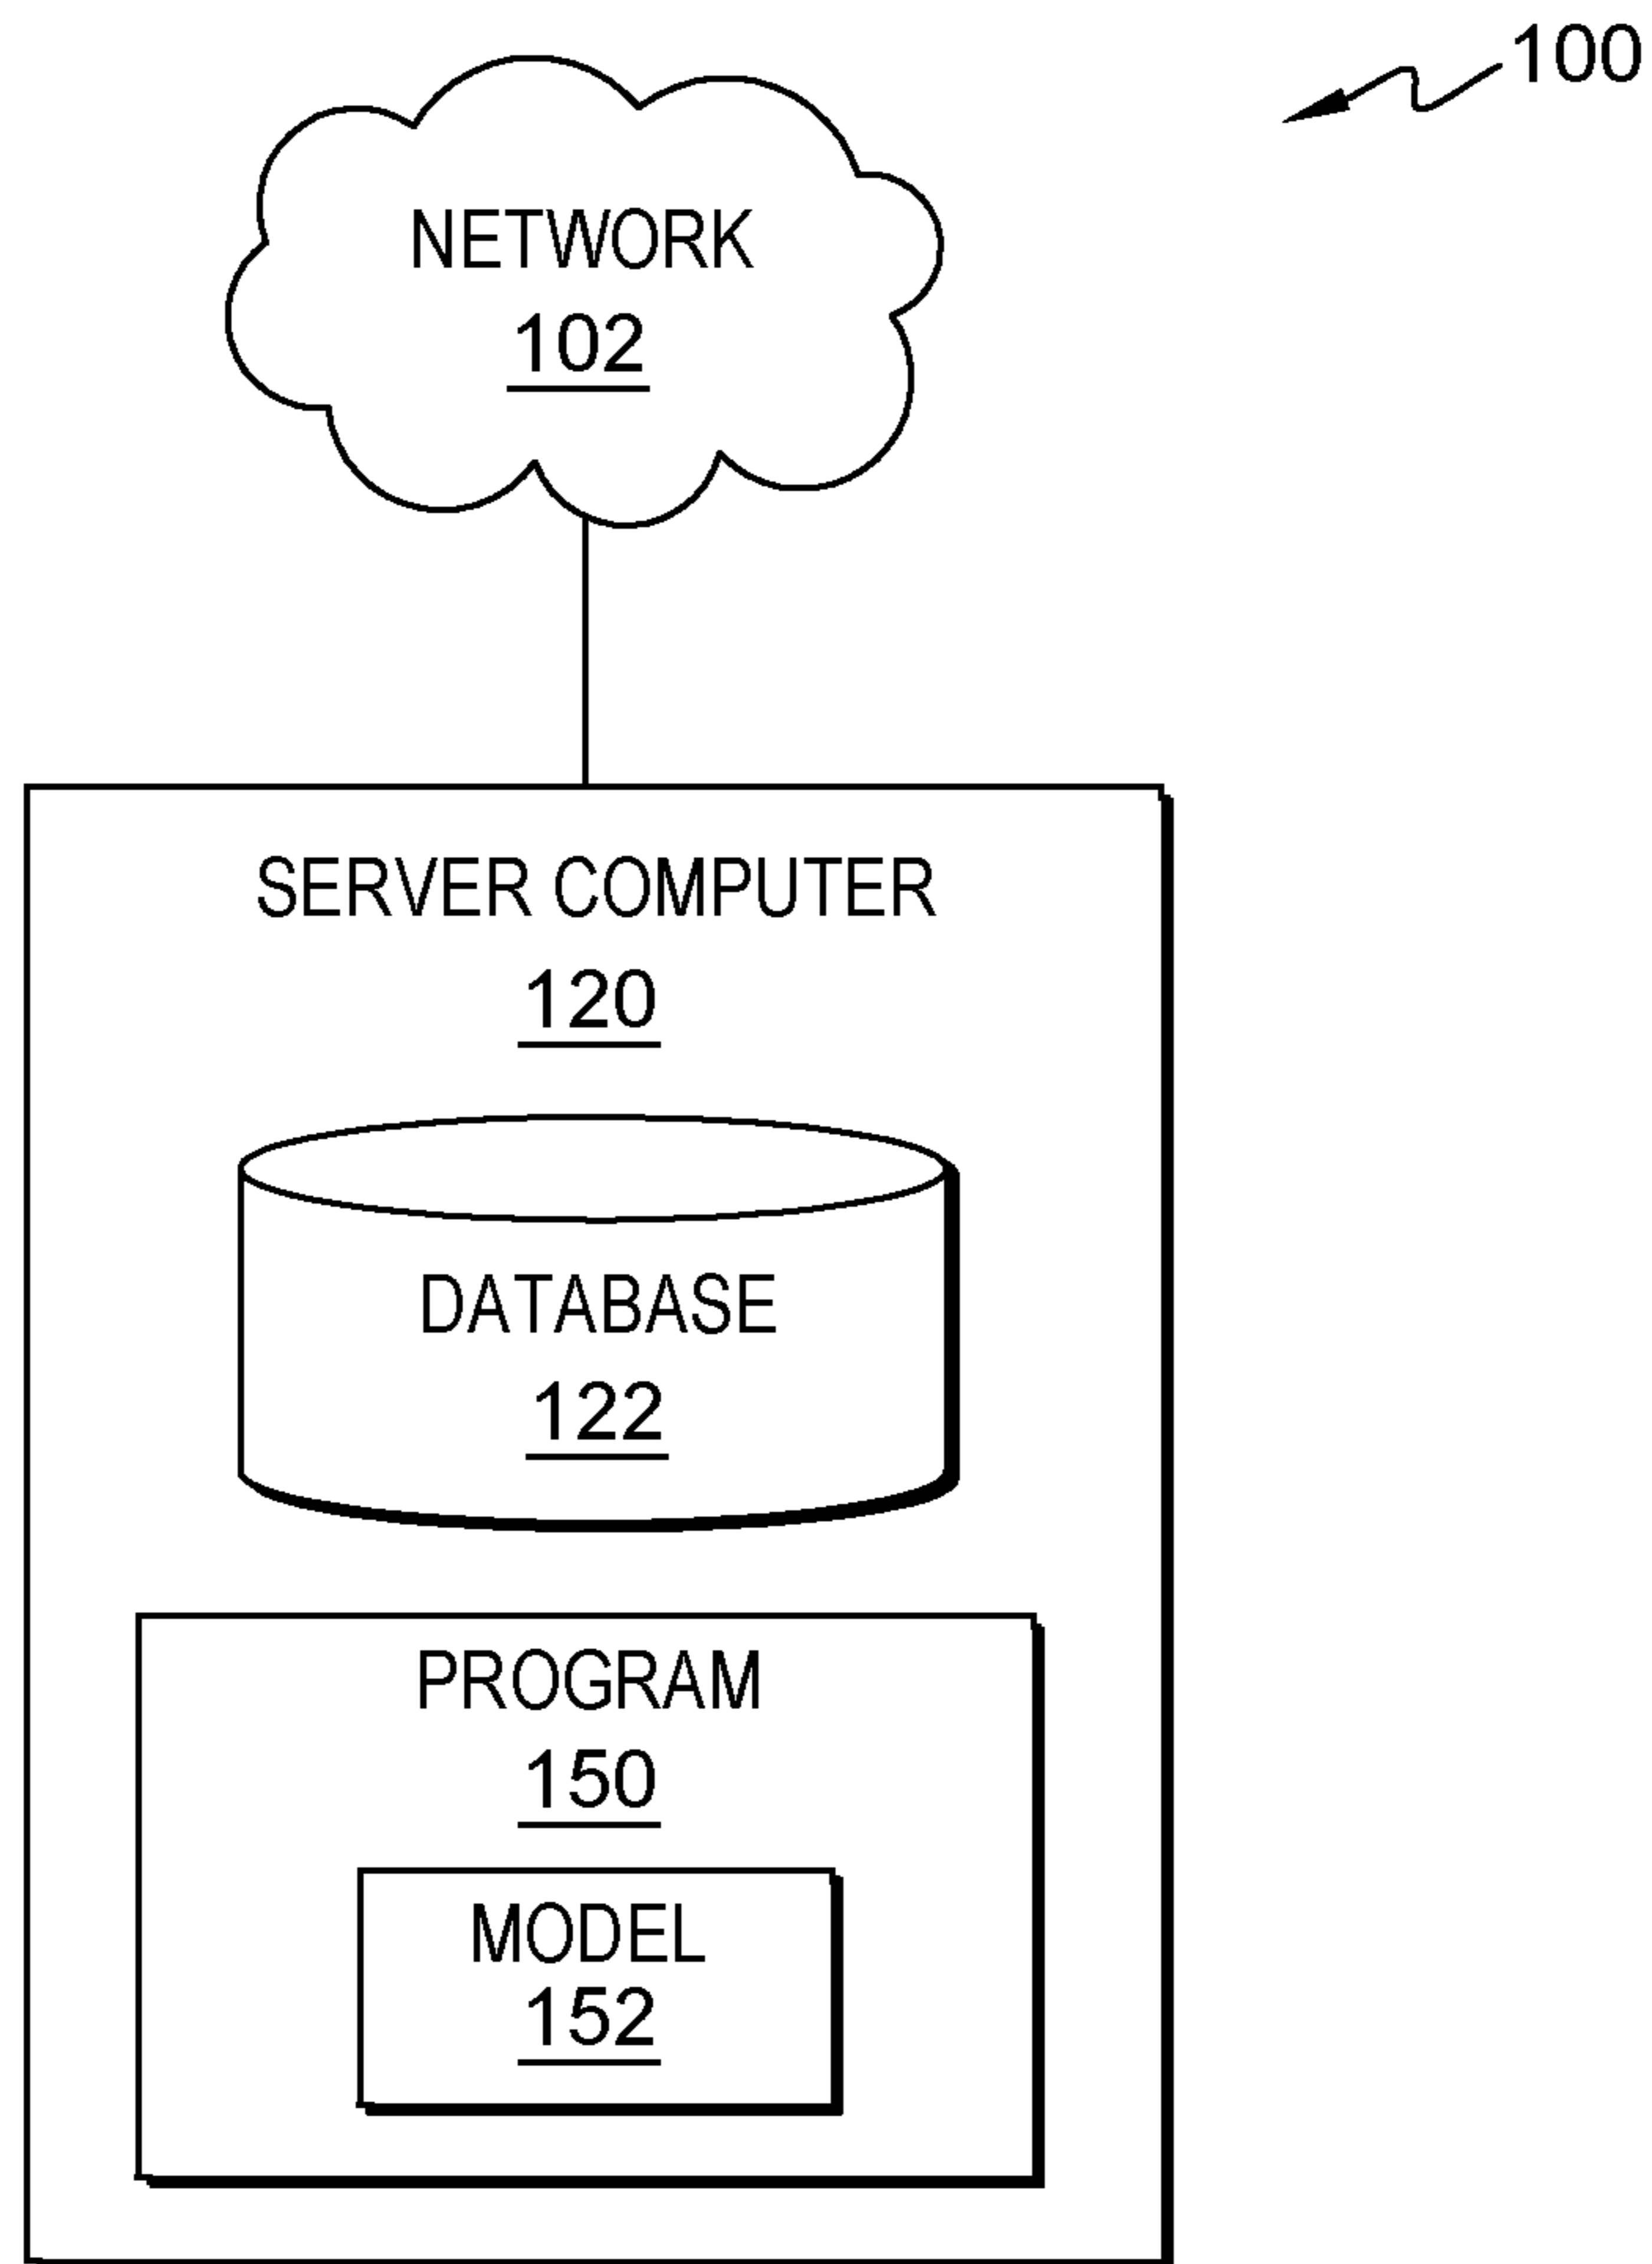 100
NETWORK
102
SERVER COMPUTER
120
DATABASE
122
PROGRAM
150
MODEL
152